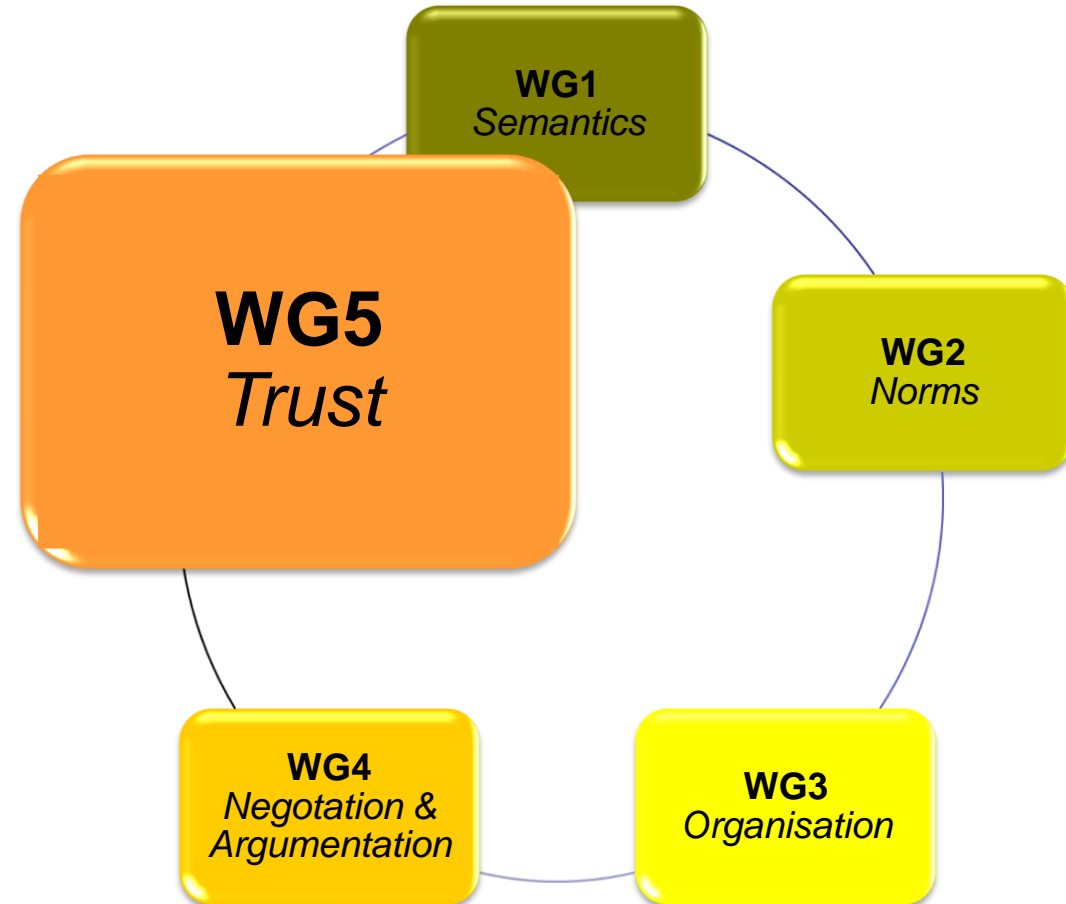 WG1
Semantics
WG5
Trust
WG2
Norms
WG4
Negotation &
Argumentation
WG3
Organisation